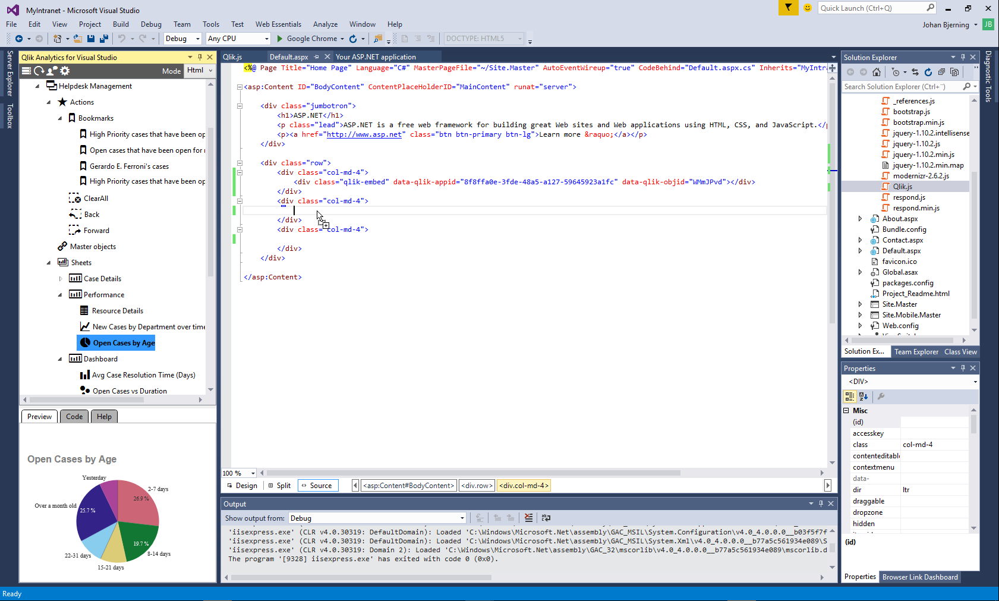 MyIntranet - Microsoft Visual Studio
Quick Launch (Ctrl+Q)
File Edit View Project Build Debug Team Tools Test Web Essentials Analyze Window Help
Johan Bjerning JB
Debug Any CPU Google Chrome DOCTYPE: HTML5
Server Explorer
Toolbox
Qlik Analytics for Visual Studio
Mode Html
Helpdesk Management
Actions
Bookmarks
High Priority cases that have been op
Open cases that have been open for
Gerardo E. Ferroni's cases
High Priority cases that have been op
ClearAll
Back
Forward
Master objects
Sheets
Case Details
Performance
Resource Details
New Cases by Department over time
Open Cases by Age
Dashboard
Avg Case Resolution Time (Days)
Open Cases vs Duration
Preview Code Help
Open Cases by Age
Yesterday
2-7 days
26.9 %
Over a month old
25.7 %
19.7 %
22-31 days
8-14 days
15-21 days
Qlik.js Default.aspx Your ASP.NET application
<%@ Page Title="Home Page" Language="C#" MasterPageFile="~/Site.Master" AutoEventWireup="true" CodeBehind="Default.aspx.cs" Inherits="MyIntr
<asp:Content ID="BodyContent" ContentPlaceHolderID="MainContent" runat="server">
<div class="jumbotron">
<h1>ASP.NET</h1>
<p class="lead">ASP.NET is a free web framework for building great Web sites and Web applications using HTML, CSS, and JavaScript.</p
<p><a href="http://www.asp.net" class="btn btn-primary btn-lg">Learn more &raquo;</a></p>
</div>
<div class="row">
<div class="col-md-4">
<div class="qlik-embed" data-qlik-appid="8f8ffa0e-3fde-48a5-a127-59645923a1fc" data-qlik-objid="WMmJPvd"></div>
</div>
<div class="col-md-4">
</div>
<div class="col-md-4">
</div>
</div>
</asp:Content>
100 %
Design Split Source <asp:Content#BodyContent> <div.row> <div.col-md-4>
Output
Show output from: Debug
'iisexpress.exe' (CLR v4.0.30319: DefaultDomain): Loaded 'C:\Windows\Microsoft.Net\assembly\GAC_MSIL\System.Configuration\v4.0_4.0.0.0__b03f5f7f
'iisexpress.exe' (CLR v4.0.30319: DefaultDomain): Loaded 'C:\Windows\Microsoft.Net\assembly\GAC_MSIL\System.Xml\v4.0_4.0.0.0__b77a5c561934e089\S
'iisexpress.exe' (CLR v4.0.30319: Domain 2): Loaded 'C:\Windows\Microsoft.Net\assembly\GAC_32\mscorlib\v4.0_4.0.0.0__b77a5c561934e089\mscorlib.d
The program '[9328] iisexpress.exe' has exited with code 0 (0x0).
Solution Explorer
Search Solution Explorer (Ctrl+¨)
_references.js
bootstrap.js
bootstrap.min.js
jquery-1.10.2.intellisense
jquery-1.10.2.js
jquery-1.10.2.min.js
jquery-1.10.2.min.map
modernizr-2.6.2.js
Qlik.js
respond.js
respond.min.js
About.aspx
Bundle.config
Contact.aspx
Default.aspx
favicon.ico
Global.asax
packages.config
Project_Readme.html
Site.Master
Site.Mobile.Master
Web.config
Solution Ex... Team Explorer Class View
Properties
<DIV>
Misc
(id)
accesskey
class col-md-4
contenteditable
contextmenu
data-
dir ltr
draggable
dropzone
hidden
(id)
Properties Browser Link Dashboard
Diagnostic Tools
Ready